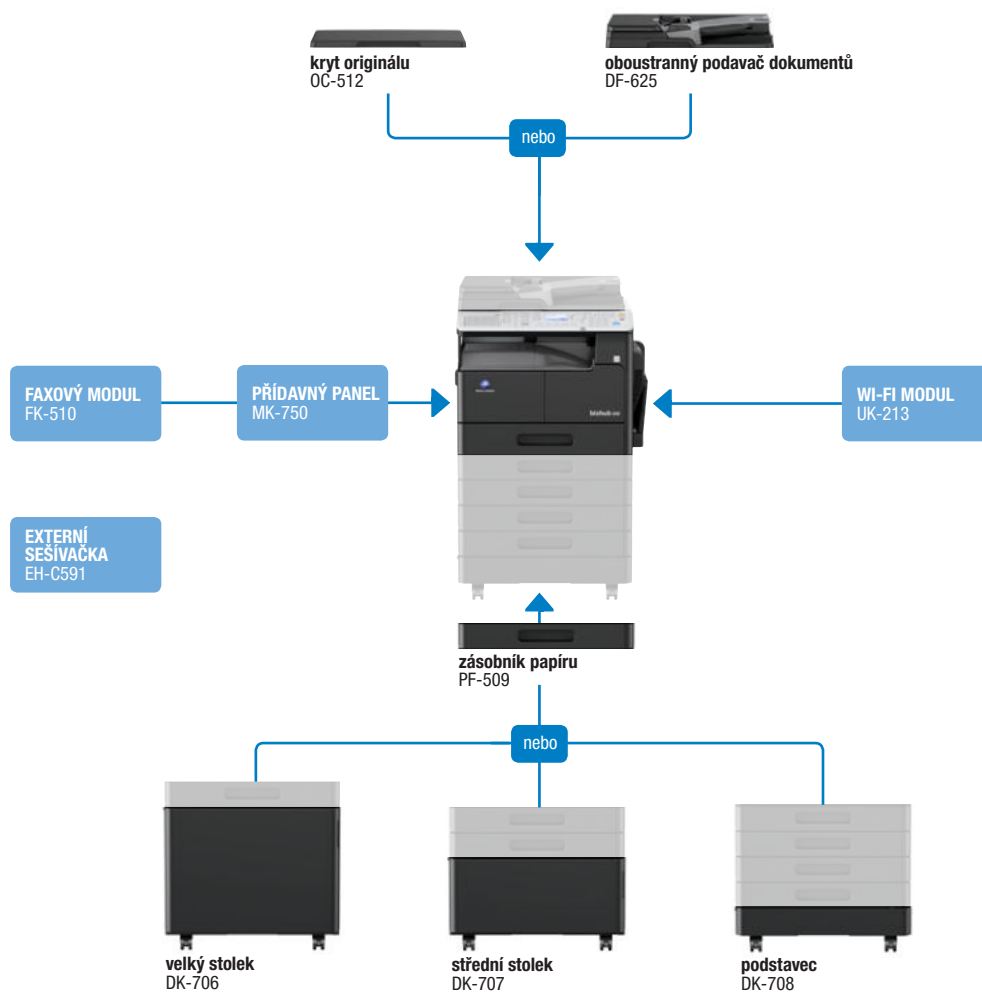 kryt originálu
OC-512
oboustranný podavač dokumentů
DF-625
nebo
FAXOVÝ MODUL
FK-510
PŘÍDAVNÝ PANEL
MK-750
bizhub
WI-FI MODUL
UK-213
EXTERNÍ
SEŠÍVAČKA
EH-C591
zásobník papíru
PF-509
nebo
velký stolek
DK-706
střední stolek
DK-707
podstavec
DK-708